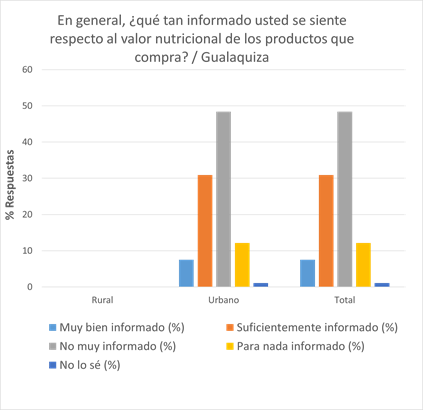 En general, ¿qué tan informado usted se siente
respecto al valor nutricional de los productos que
compra? / Gualaquiza
60
50
40
30
20
10
0
% Respuestas
Rural Urbano Total
Muy bien informado (%) Suficientemente informado (%)
No muy informado (%) Para nada informado (%)
No lo sé (%)